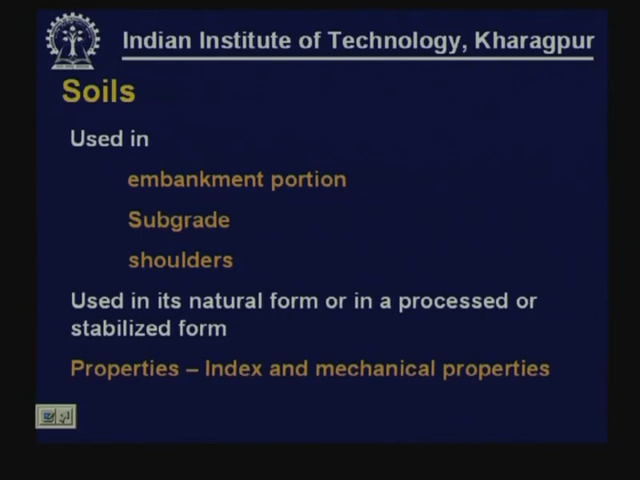 Indian Institute of Technology, Kharagpur
Soils
Used in
embankment portion
Subgrade
shoulders
Used in its natural form or in a processed or
stabilized form
Properties – Index and mechanical properties